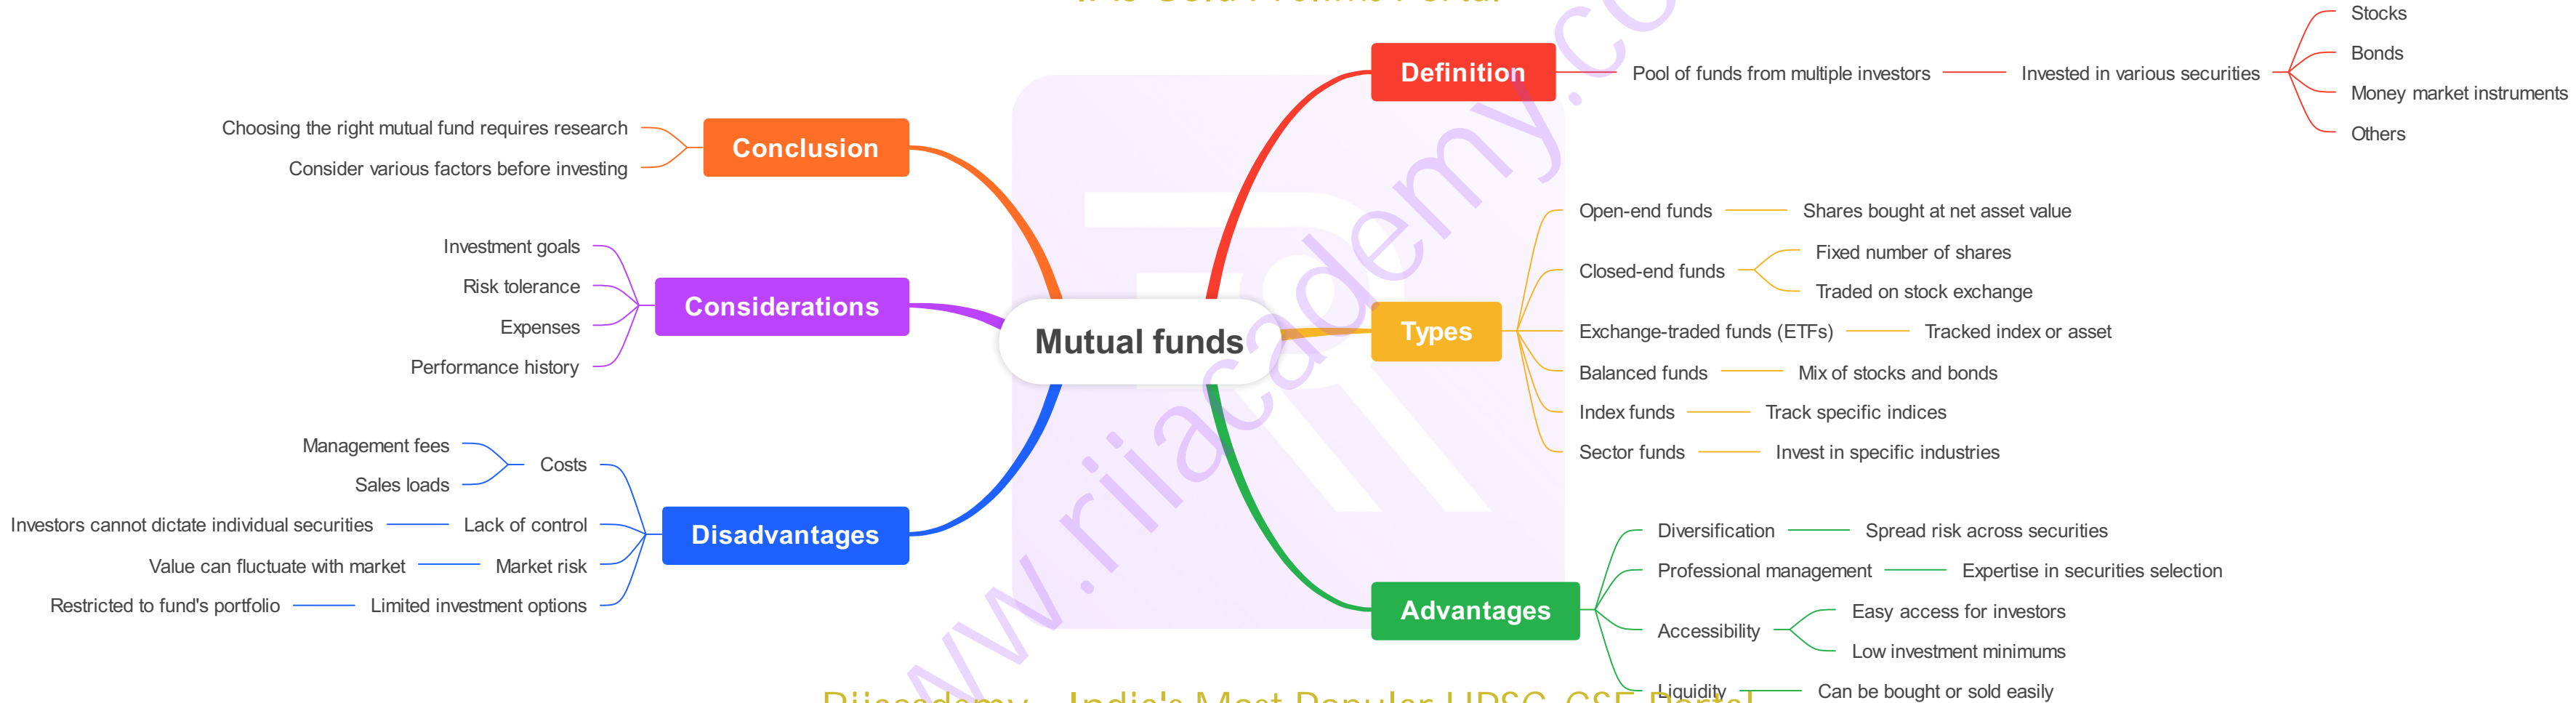 Mutual funds
Definition
Pool of funds from multiple investors
Invested in various securities
Stocks
Bonds
Money market instruments
Others
Types
Open-end funds
Shares bought at net asset value
Closed-end funds
Fixed number of shares
Traded on stock exchange
Exchange-traded funds (ETFs)
Tracked index or asset
Balanced funds
Mix of stocks and bonds
Index funds
Track specific indices
Sector funds
Invest in specific industries
Advantages
Diversification
Spread risk across securities
Professional management
Expertise in securities selection
Accessibility
Easy access for investors
Low investment minimums
Liquidity
Can be bought or sold easily
Conclusion
Choosing the right mutual fund requires research
Consider various factors before investing
Considerations
Investment goals
Risk tolerance
Expenses
Performance history
Disadvantages
Costs
Management fees
Sales loads
Lack of control
Investors cannot dictate individual securities
Market risk
Value can fluctuate with market
Limited investment options
Restricted to fund's portfolio
India's Most Populer UPSC-CSE Portal